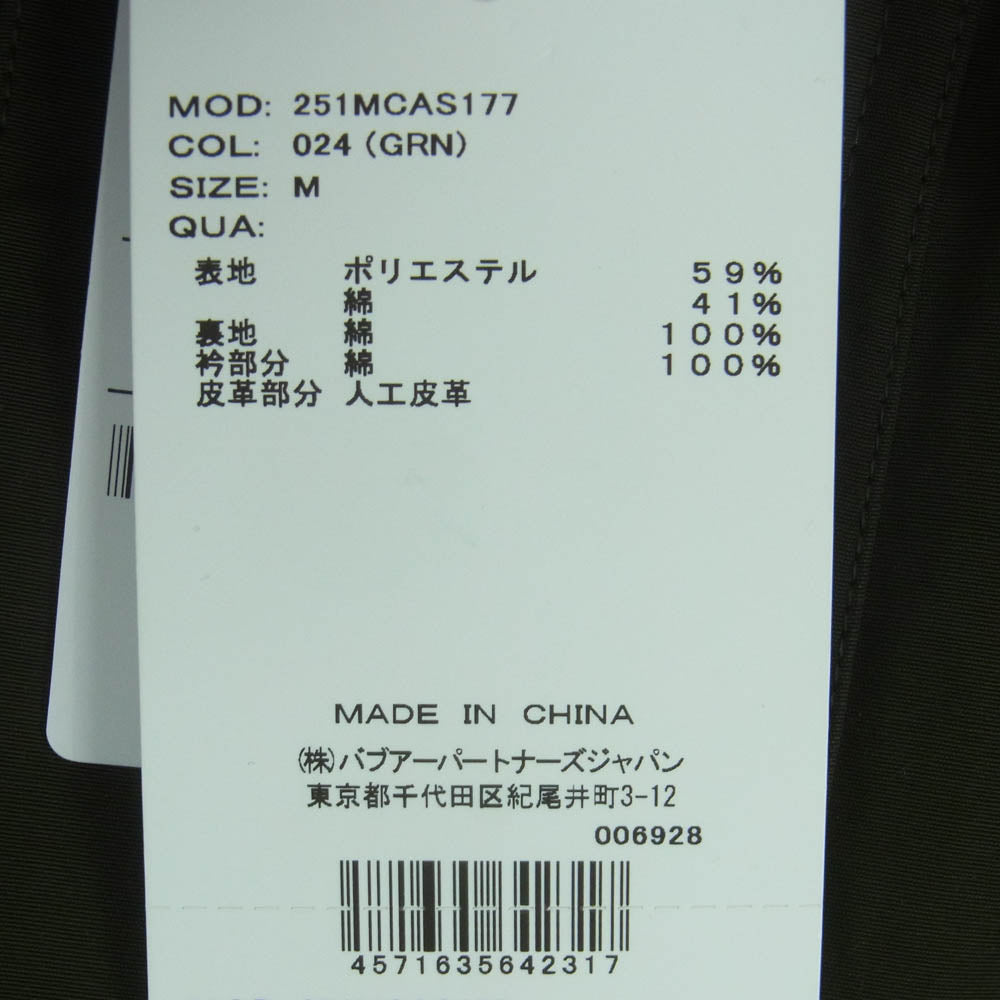 MOD: 251MCAS177
COL: 024 (GRN)
SIZE: M
QUA:
表地 ポリエステル 59%
綿 41%
裏地 綿 100%
衿部分 綿 100%
皮革部分 人工皮革
MADE IN CHINA
(株)バブアーパートナーズジャパン
東京都千代田区紀尾井町3-12
006928
4571635642317